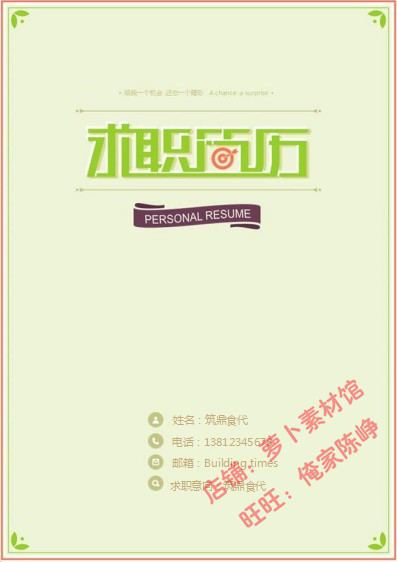 • 给我一个机会 还您一个精彩 A chance ,a surprise •
求职简历
PERSONAL RESUME
姓名：筑鼎食代
电话：13812345678
邮箱：Building times
求职意向：筑鼎食代
店铺：萝卜素材馆
旺旺：俺家陈峥